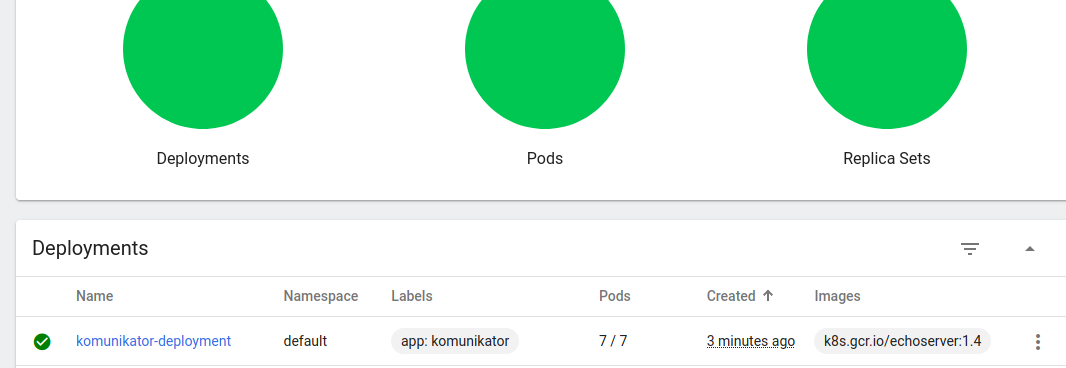 Deployments Pods Replica Sets
Deployments
Name Namespace Labels Pods Created Images
komunikator-deployment default app: komunikator 7 / 7 3 minutes ago k8s.gcr.io/echoserver:1.4